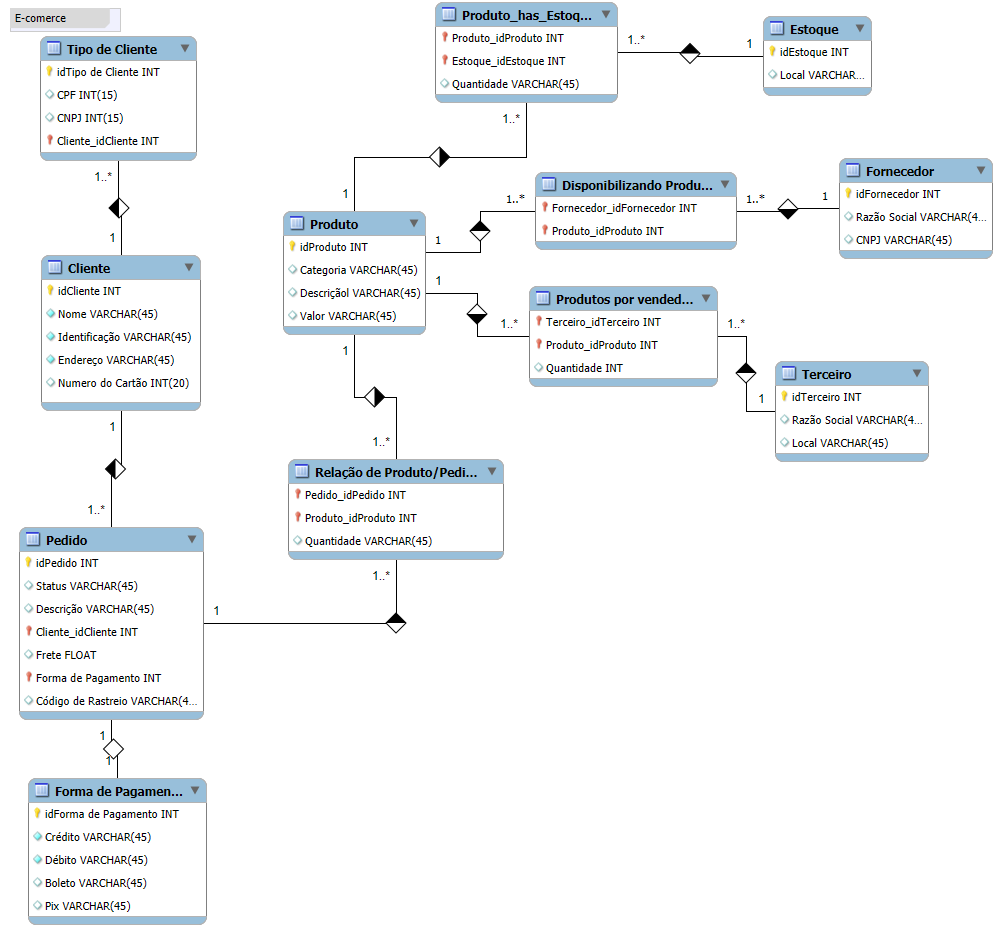 E-comerce
Tipo de Cliente
idTipo de Cliente INT
CPF INT(15)
CNPJ INT(15)
Cliente_idCliente INT
1..*
1
Cliente
idCliente INT
Nome VARCHAR(45)
Identificação VARCHAR(45)
Endereço VARCHAR(45)
Numero do Cartão INT(20)
1
1..*
Pedido
idPedido INT
Status VARCHAR(45)
Descrição VARCHAR(45)
Cliente_idCliente INT
Frete FLOAT
Forma de Pagamento INT
Código de Rastreio VARCHAR(4...
1
1
Forma de Pagamen...
idForma de Pagamento INT
Crédito VARCHAR(45)
Débito VARCHAR(45)
Boleto VARCHAR(45)
Pix VARCHAR(45)
Produto_has_Estoq...
Produto_idProduto INT
Estoque_idEstoque INT
Quantidade VARCHAR(45)
1..*
1
Estoque
idEstoque INT
Local VARCHAR...
1..*
1
Produto
idProduto INT
Categoria VARCHAR(45)
Descriçãol VARCHAR(45)
Valor VARCHAR(45)
1
1..*
Disponibilizando Produ...
Fornecedor_idFornecedor INT
Produto_idProduto INT
1..*
1
Fornecedor
idFornecedor INT
Razão Social VARCHAR(4...
CNPJ VARCHAR(45)
1
1..*
Produtos por vended...
Terceiro_idTerceiro INT
Produto_idProduto INT
Quantidade INT
1..*
1
Terceiro
idTerceiro INT
Razão Social VARCHAR(4...
Local VARCHAR(45)
1
1..*
Relação de Produto/Pedi...
Pedido_idPedido INT
Produto_idProduto INT
Quantidade VARCHAR(45)
1..*
1